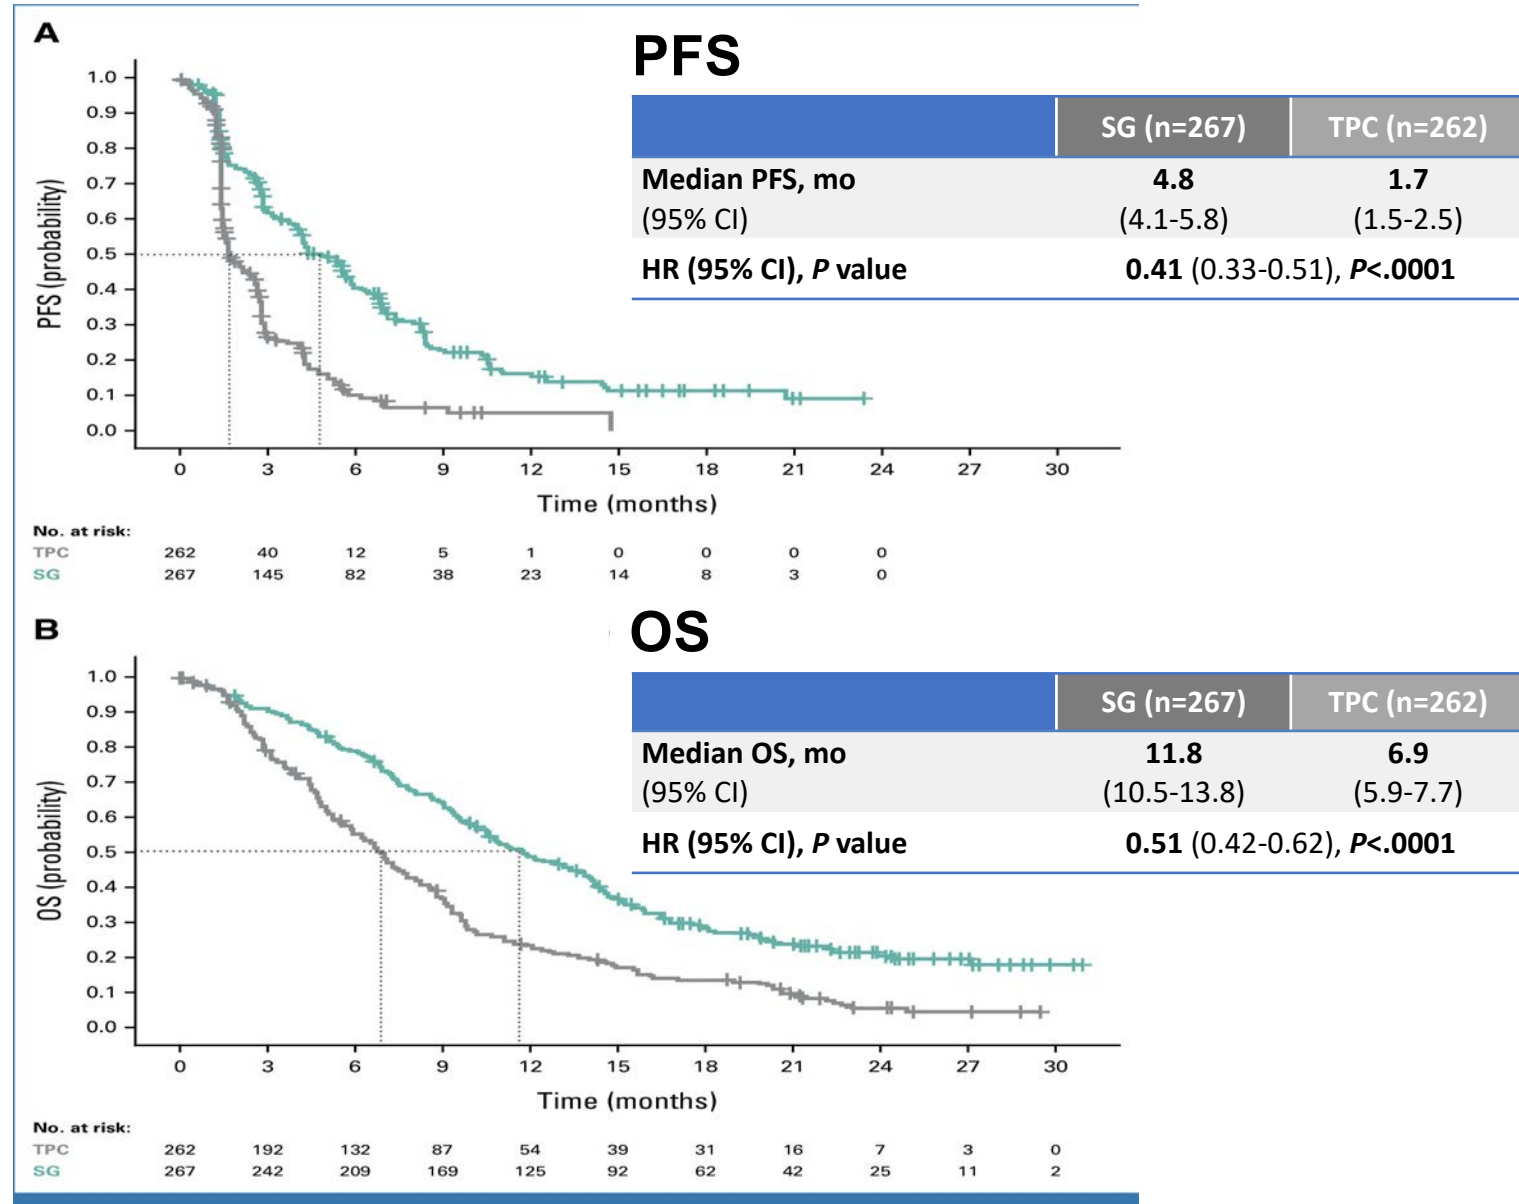 A
PFS
SG (n=267) TPC (n=262)
Median PFS, mo 4.8 1.7
(95% CI) (4.1-5.8) (1.5-2.5)
HR (95% CI), P value 0.41 (0.33-0.51), P<.0001
PFS (probability)
1.0
0.9
0.8
0.7
0.6
0.5
0.4
0.3
0.2
0.1
0.0
0 3 6 9 12 15 18 21 24 27 30
Time (months)
No. at risk:
TPC 262 40 12 5 1 0 0 0 0
SG 267 145 82 38 23 14 8 3 0
B
OS
SG (n=267) TPC (n=262)
Median OS, mo 11.8 6.9
(95% CI) (10.5-13.8) (5.9-7.7)
HR (95% CI), P value 0.51 (0.42-0.62), P<.0001
OS (probability)
1.0
0.9
0.8
0.7
0.6
0.5
0.4
0.3
0.2
0.1
0.0
0 3 6 9 12 15 18 21 24 27 30
Time (months)
No. at risk:
TPC 262 192 132 87 54 39 31 16 7 3 0
SG 267 242 209 169 125 92 62 42 25 11 2